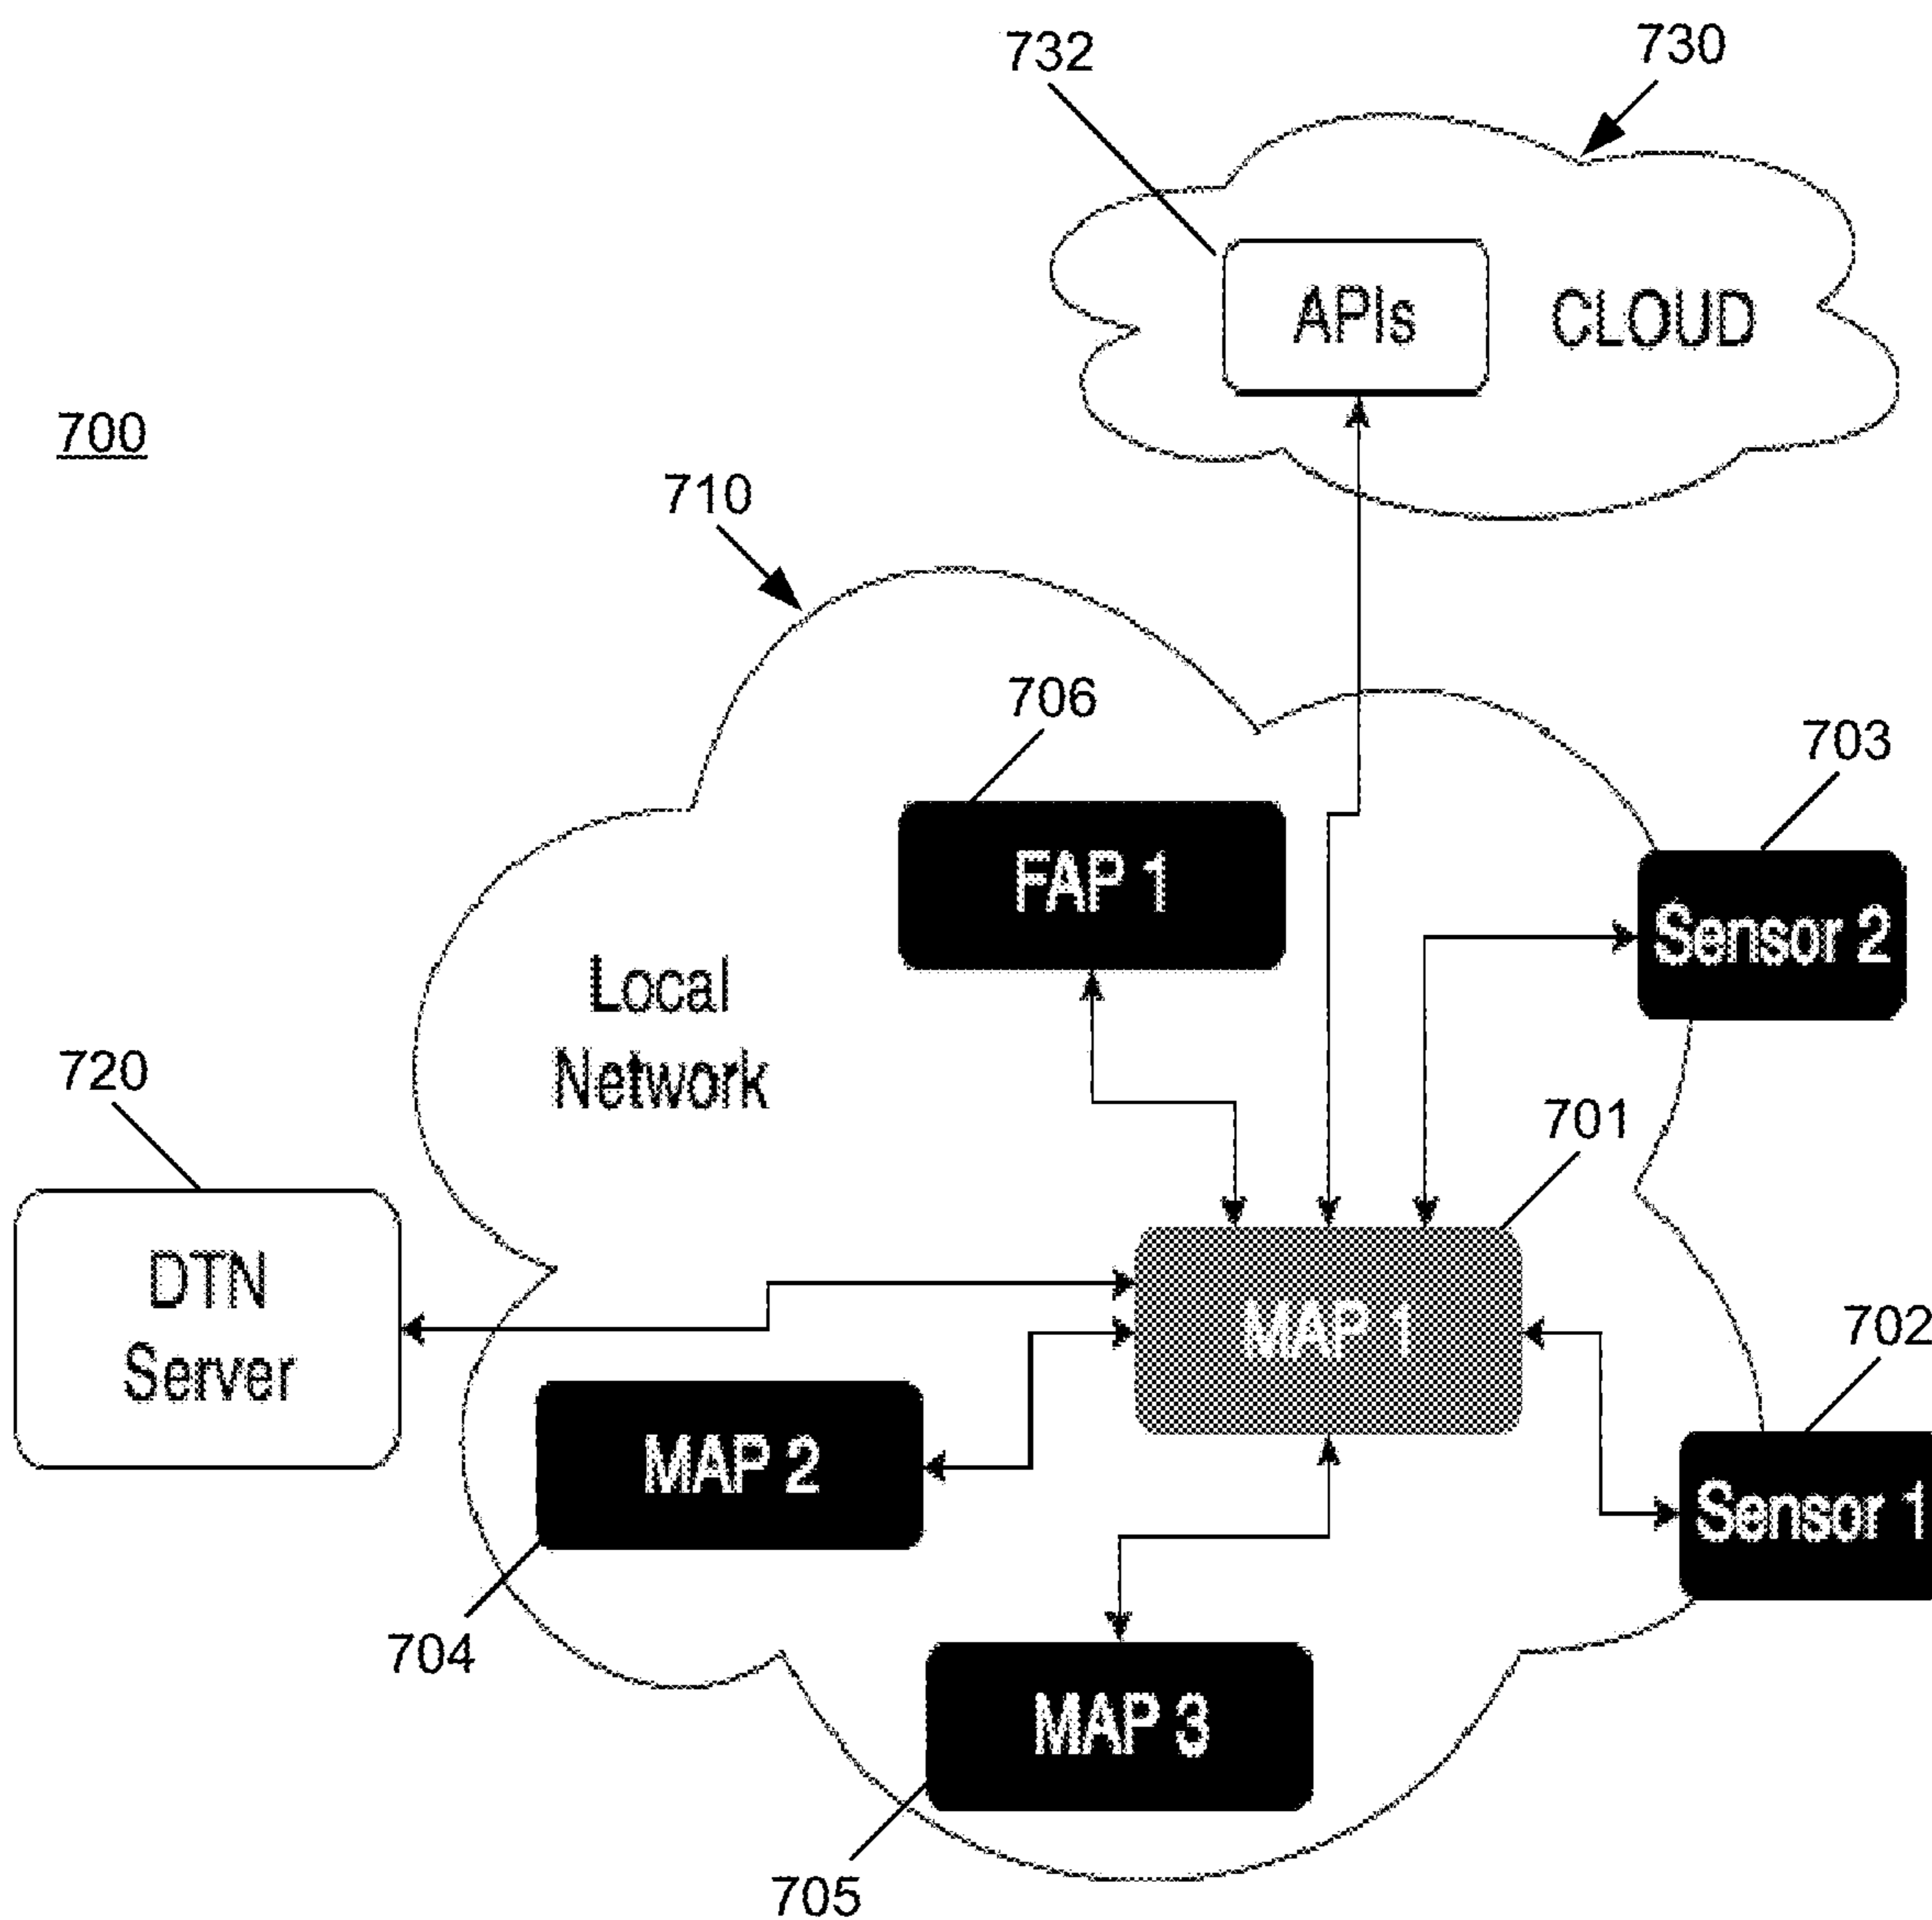 732
730
APIs
CLOUD
700
710
706
703
FAP 1
Sensor 2
Local
Network
720
701
DTN
Server
MAP 1
702
MAP 2
Sensor 1
704
MAP 3
705